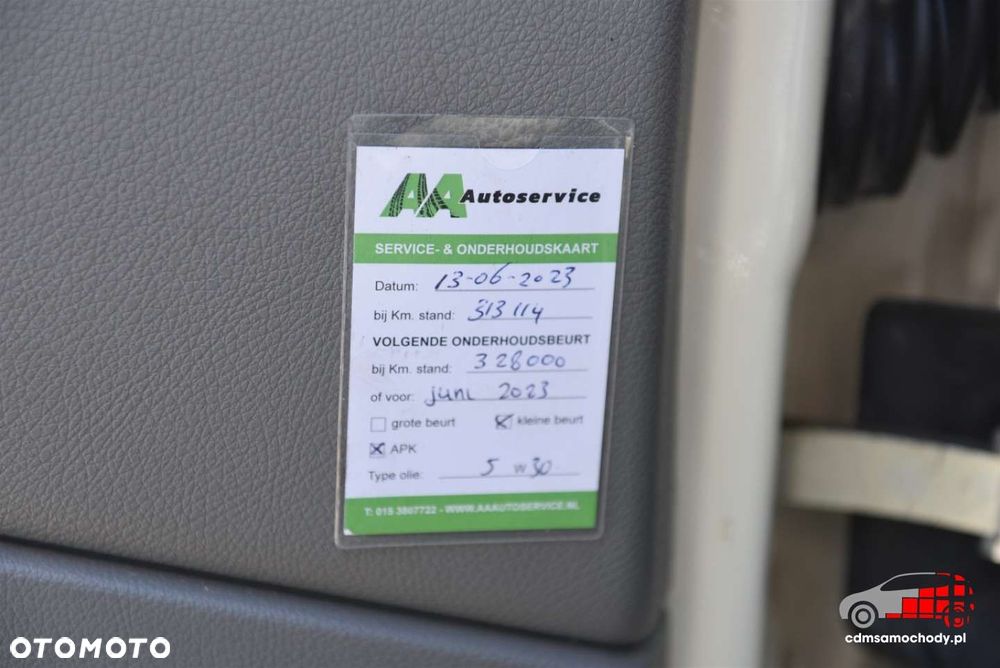 AA Autoservice
SERVICE- & ONDERHOUDSKAART
Datum: 13-06-2023
bij Km. stand: 313 114
VOLGENDE ONDERHOUDSBEURT
bij Km. stand: 328000
of voor: juni 2023
grote beurt kleine beurt
APK
Type olie: 5 W 30
T: 015 3807722 - WWW.AAAUTOSERVICE.NL
OTOMOTO
cdmsamochody.pl